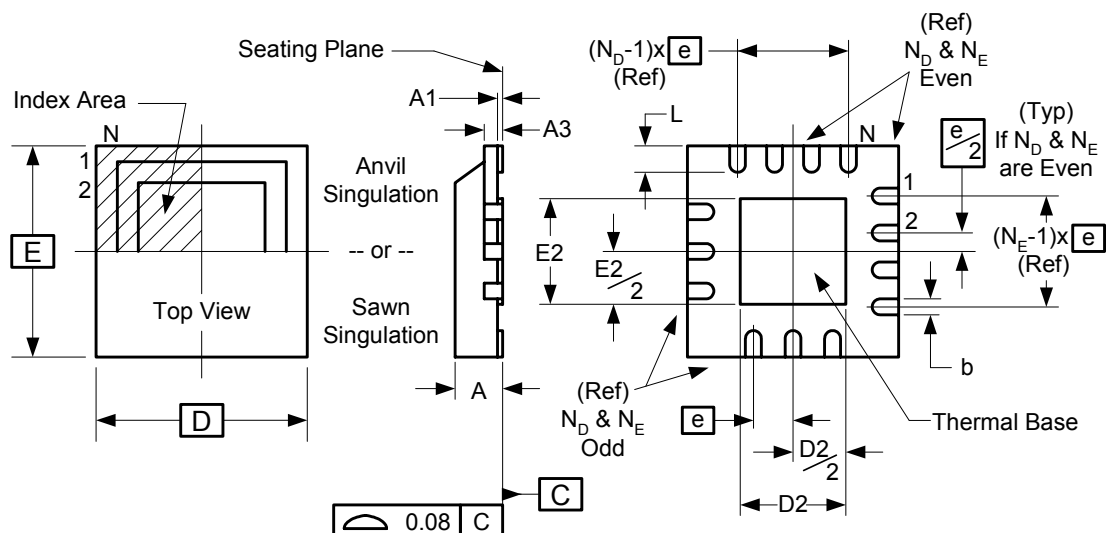 Seating Plane
Index Area
A1
A3
N
1
2
E
Top View
D
Anvil
Singulation
-- or --
Sawn
Singulation
A
C
0.08 C
(N_D-1)x e
(Ref)
(Ref)
N_D & N_E
Even
L
N
e/2
(Typ)
If N_D & N_E
are Even
1
2
(N_E-1)x e
(Ref)
E2
E2/2
b
(Ref)
N_D & N_E
Odd
e
Thermal Base
D2/2
D2